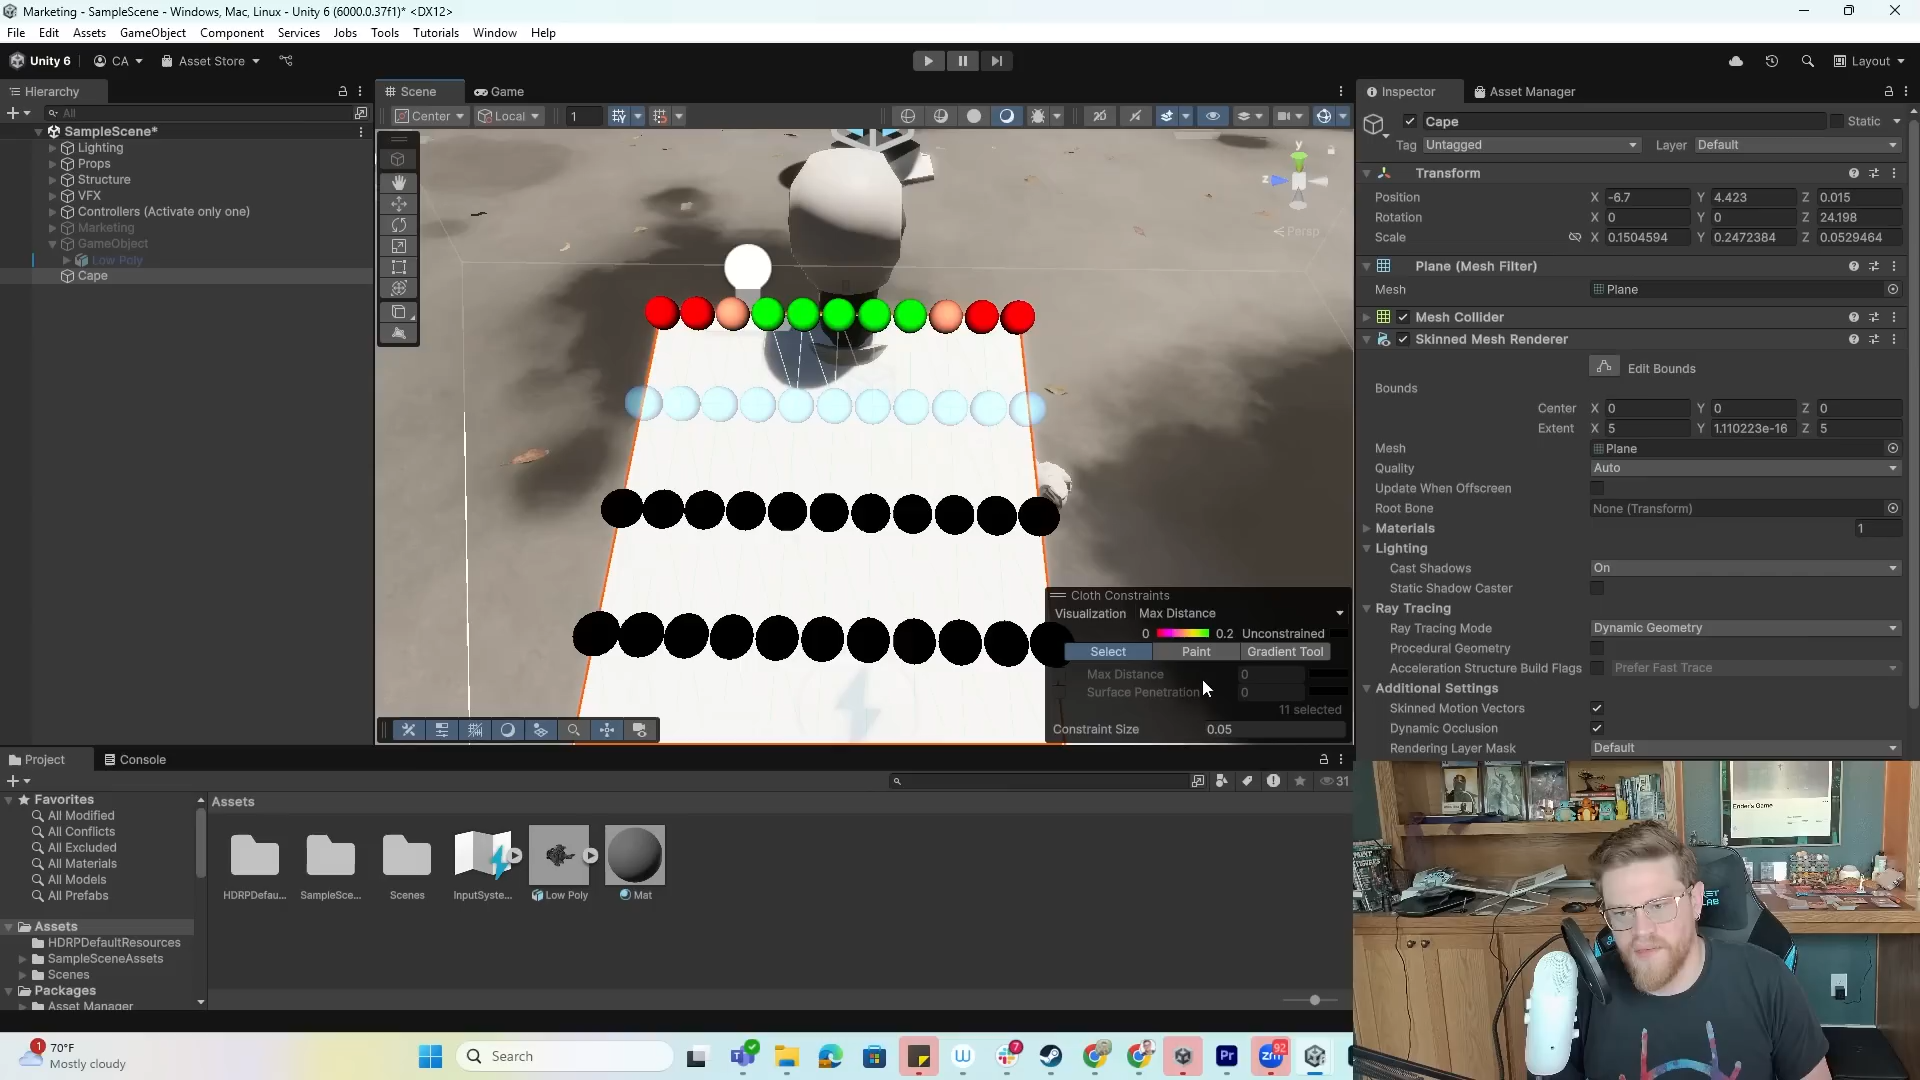 Marketing - SampleScene - Windows, Mac, Linux - Unity 6 (6000.0.37f1)* <DX12>
File Edit Assets GameObject Component Services Jobs Tools Tutorials Window Help
Unity 6 CA Asset Store Layout
Hierarchy Scene Game Inspector Asset Manager
All Center Local 1
Cape Static
Tag Untagged Layer Default
SampleScene*
Lighting
Props
Structure
VFX
Controllers (Activate only one)
Marketing
GameObject
Low Poly
Cape
y
z
Persp
Transform
Position X -6.7 Y 4.423 Z 0.015
Rotation X 0 Y 0 Z 24.198
Scale X 0.1504594 Y 0.2472384 Z 0.0529464
Plane (Mesh Filter)
Mesh Plane
Mesh Collider
Skinned Mesh Renderer
Edit Bounds
Bounds
Center X 0 Y 0 Z 0
Extent X 5 Y 1.110223e-16 Z 5
Mesh Plane
Quality Auto
Update When Offscreen
Root Bone None (Transform)
Materials 1
Lighting
Cast Shadows On
Static Shadow Caster
Ray Tracing
Ray Tracing Mode Dynamic Geometry
Procedural Geometry
Acceleration Structure Build Flags Prefer Fast Trace
Additional Settings
Skinned Motion Vectors
Dynamic Occlusion
Rendering Layer Mask Default
Cloth Constraints
Visualization Max Distance
0 0.2 Unconstrained
Select Paint Gradient Tool
Max Distance 0
Surface Penetration 0
11 selected
Constraint Size 0.05
Project Console
31
Favorites
All Modified
All Conflicts
All Excluded
All Materials
All Models
All Prefabs
Assets
HDRPDefaultResources
SampleSceneAssets
Scenes
Packages
Asset Manager
Assets
HDRPDefau... SampleSce... Scenes InputSyste... Low Poly Mat
Ender's Game
1
70°F
Mostly cloudy
Search
7
Pr
zm
92